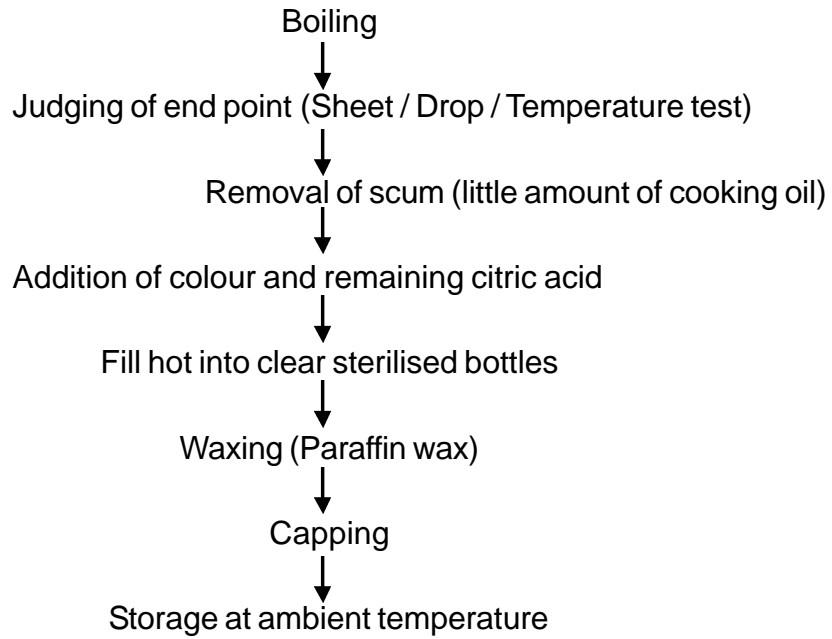 Boiling
Judging of end point (Sheet / Drop / Temperature test)
Removal of scum (little amount of cooking oil)
Addition of colour and remaining citric acid
Fill hot into clear sterilised bottles
Waxing (Paraffin wax)
Capping
Storage at ambient temperature